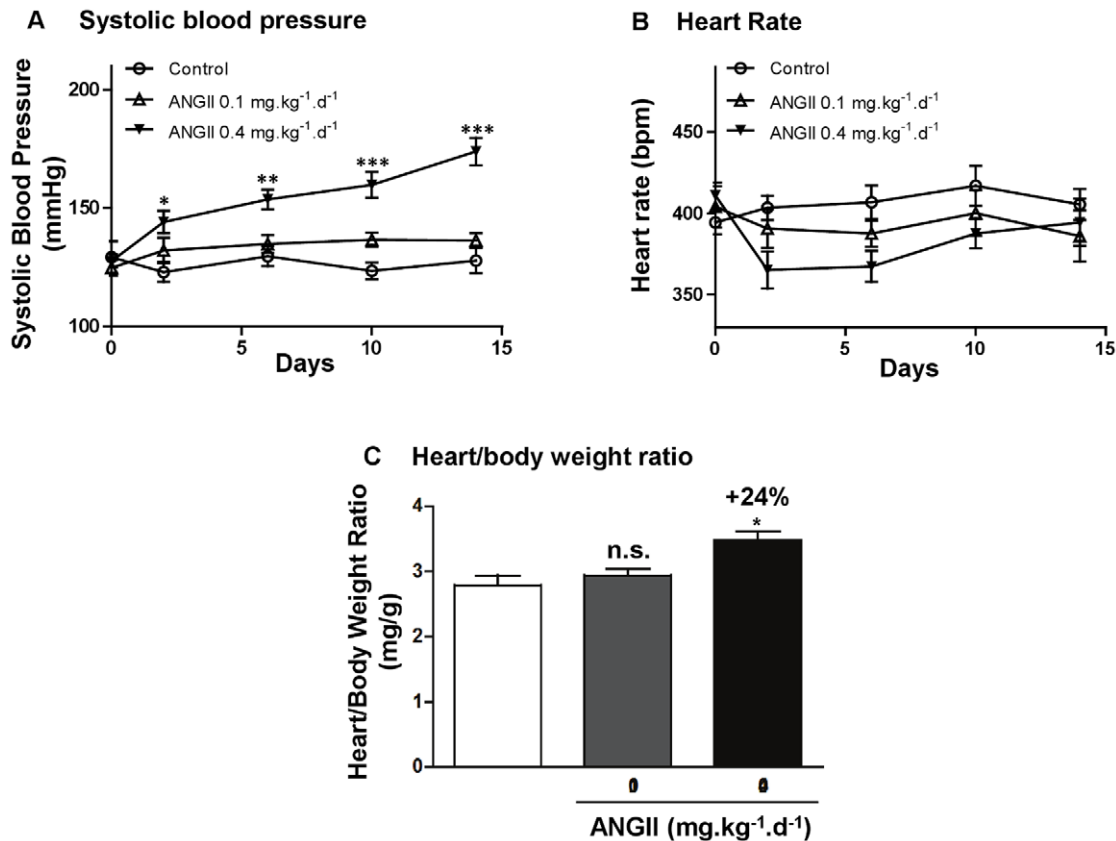 A Systolic blood pressure
Control
ANGII 0.1 mg.kg⁻¹.d⁻¹
ANGII 0.4 mg.kg⁻¹.d⁻¹
200
150
100
Systolic Blood Pressure
(mmHg)
*
**
***
***
0 5 10 15
Days
B Heart Rate
Control
ANGII 0.1 mg.kg⁻¹.d⁻¹
ANGII 0.4 mg.kg⁻¹.d⁻¹
450
400
350
Heart rate (bpm)
0 5 10 15
Days
C Heart/body weight ratio
Heart/Body Weight Ratio
(mg/g)
4
3
2
1
0
n.s.
+24%
*
ANGII (mg.kg⁻¹.d⁻¹)